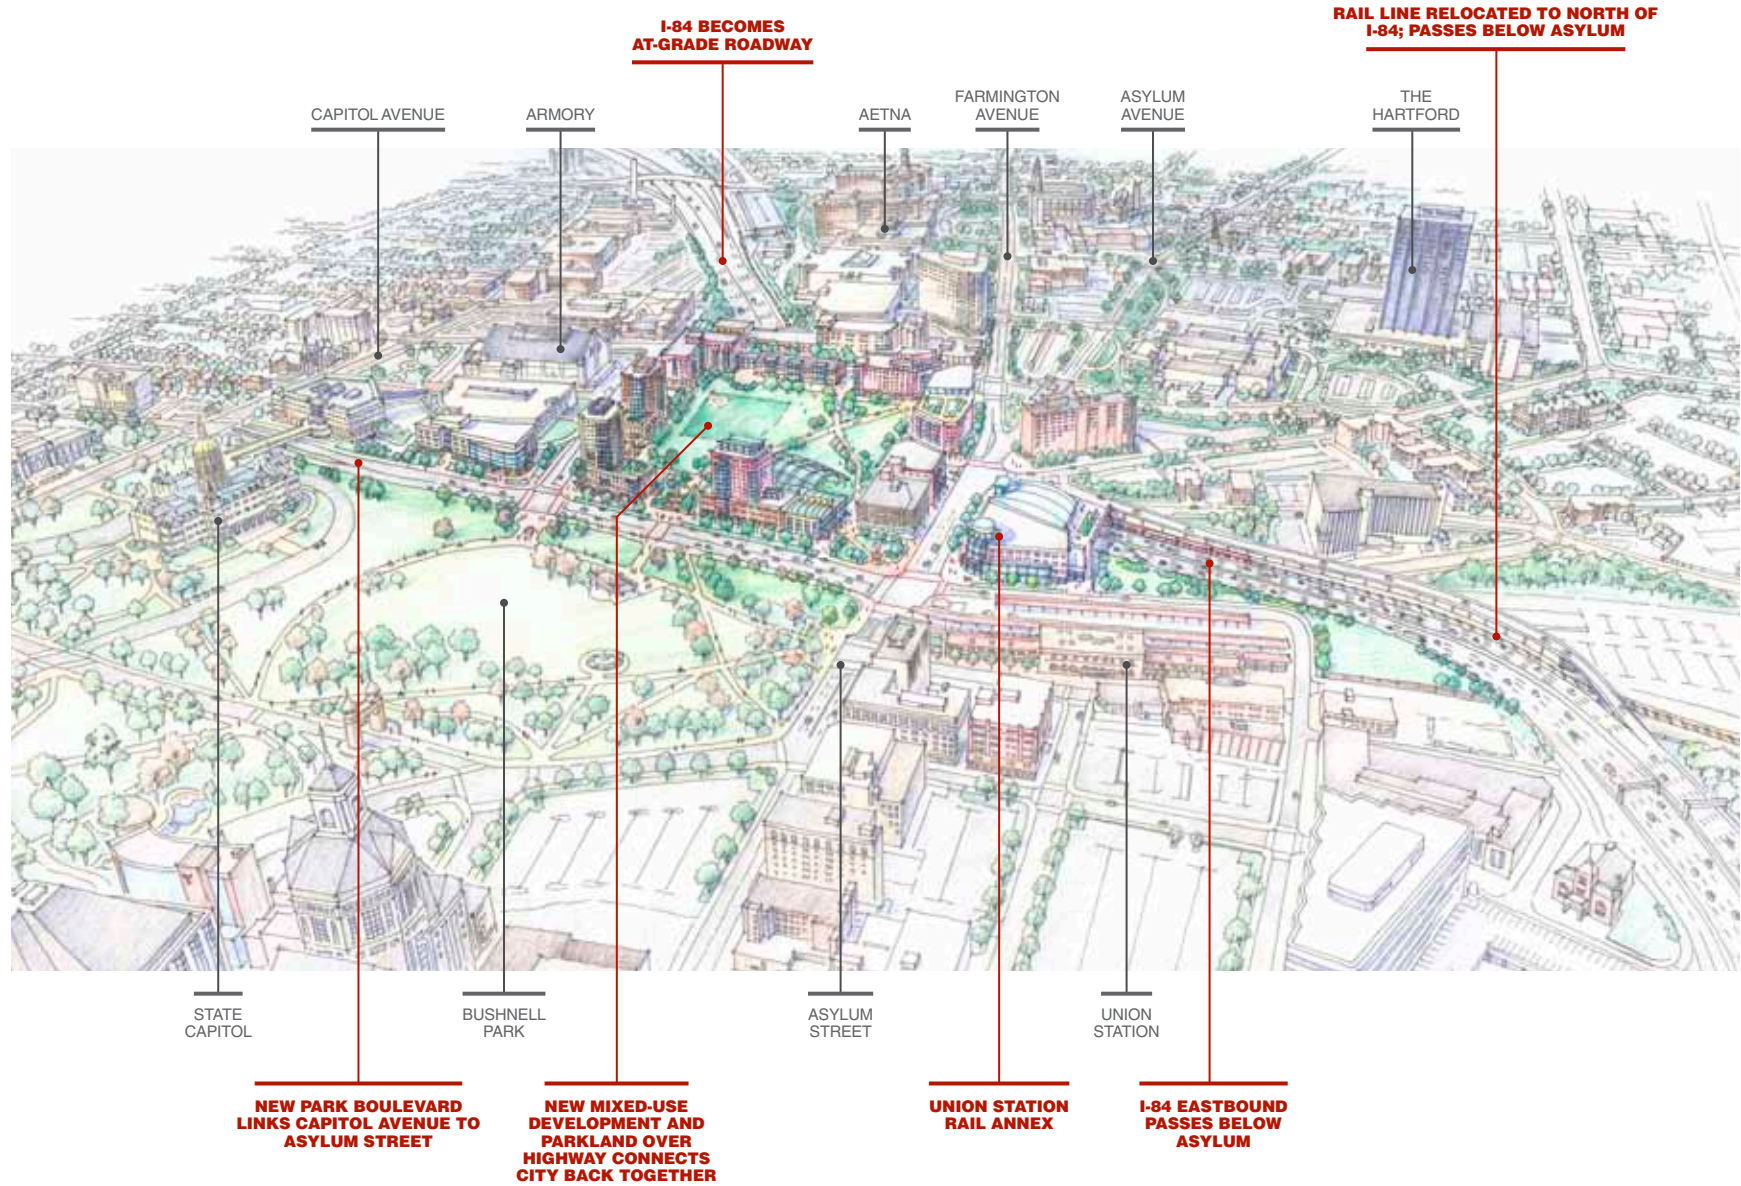 RAIL LINE RELOCATED TO NORTH OF
I-84; PASSES BELOW ASYLUM
I-84 BECOMES
AT-GRADE ROADWAY
CAPITOL AVENUE
ARMORY
AETNA
FARMINGTON
AVENUE
ASYLUM
AVENUE
THE
HARTFORD
STATE
CAPITOL
BUSHNELL
PARK
ASYLUM
STREET
UNION
STATION
NEW PARK BOULEVARD
LINKS CAPITOL AVENUE TO
ASYLUM STREET
NEW MIXED-USE
DEVELOPMENT AND
PARKLAND OVER
HIGHWAY CONNECTS
CITY BACK TOGETHER
UNION STATION
RAIL ANNEX
I-84 EASTBOUND
PASSES BELOW
ASYLUM